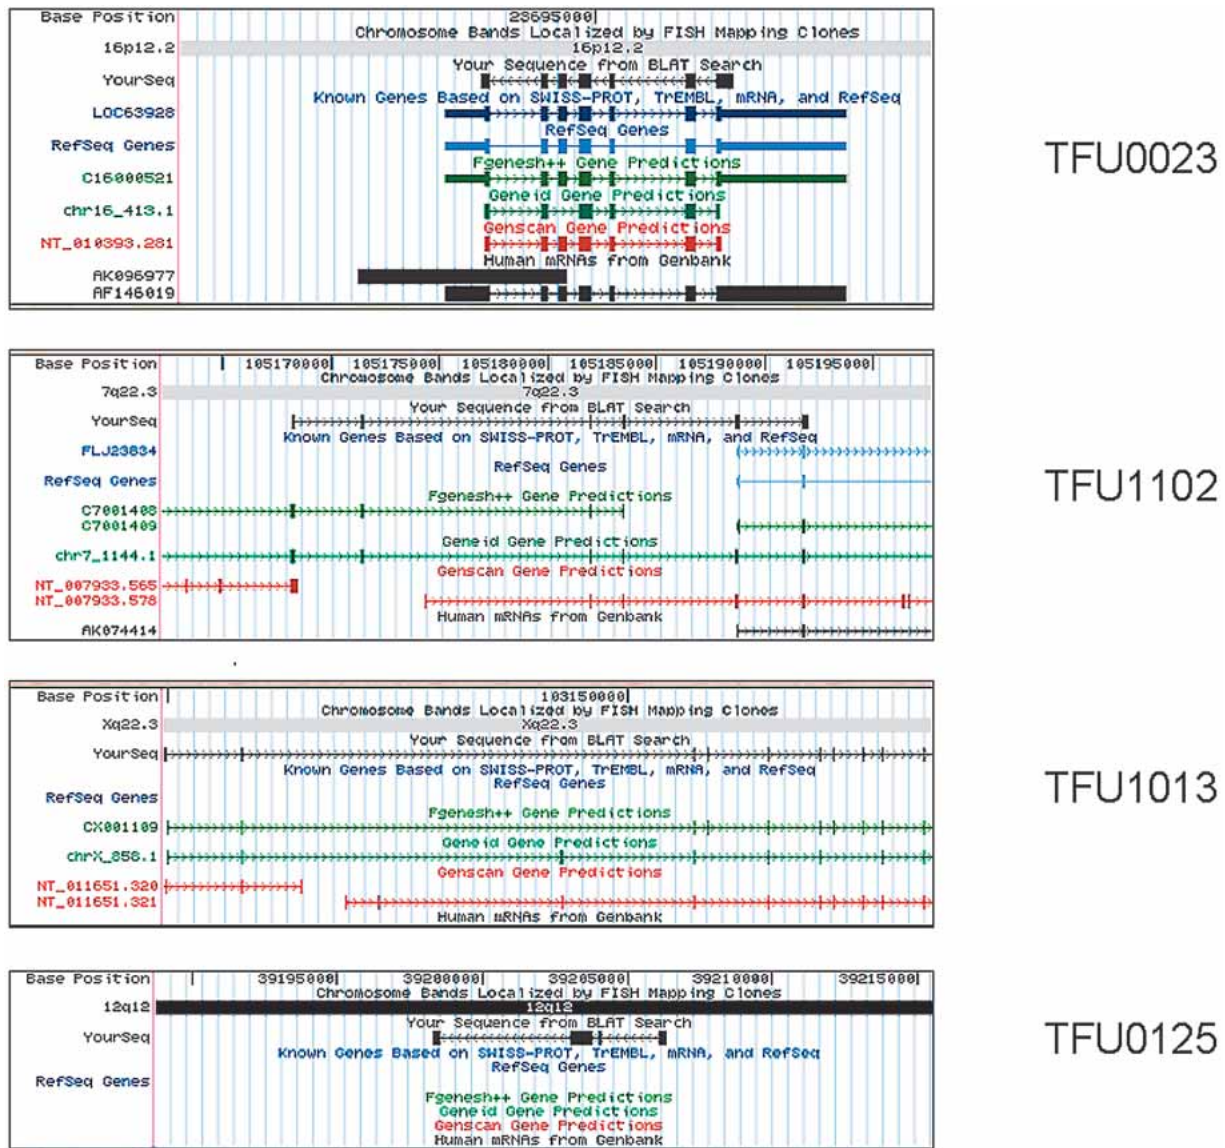 Base Position 23695000|
Chromosome Bands Localized by FISH Mapping Clones
16p12.2 16p12.2
Your Sequence from BLAT Search
YourSeq
Known Genes Based on SWISS-PROT, TrEMBL, mRNA, and RefSeq
LOC63928
RefSeq Genes
RefSeq Genes
Fgenesh++ Gene Predictions
C16000521
Geneid Gene Predictions
chr16_413.1
Genscan Gene Predictions
NT_010393.281
Human mRNAs from Genbank
AK096977
AF146019
TFU0023
Base Position | 105170000| 105175000| 105180000| 105185000| 105190000| 105195000|
Chromosome Bands Localized by FISH Mapping Clones
7q22.3 7q22.3
Your Sequence from BLAT Search
YourSeq
Known Genes Based on SWISS-PROT, TrEMBL, mRNA, and RefSeq
FLJ23834
RefSeq Genes
RefSeq Genes
Fgenesh++ Gene Predictions
C7001408
C7001409
Geneid Gene Predictions
chr7_1144.1
Genscan Gene Predictions
NT_007933.565
NT_007933.578
Human mRNAs from Genbank
AK074414
TFU1102
Base Position | 103150000|
Chromosome Bands Localized by FISH Mapping Clones
Xq22.3 Xq22.3
Your Sequence from BLAT Search
YourSeq
Known Genes Based on SWISS-PROT, TrEMBL, mRNA, and RefSeq
RefSeq Genes
RefSeq Genes
Fgenesh++ Gene Predictions
CX001109
Geneid Gene Predictions
chrX_858.1
Genscan Gene Predictions
NT_011651.320
NT_011651.321
Human mRNAs from Genbank
TFU1013
Base Position | 39195000| 39200000| 39205000| 39210000| 39215000|
Chromosome Bands Localized by FISH Mapping Clones
12q12 12q12
Your Sequence from BLAT Search
YourSeq
Known Genes Based on SWISS-PROT, TrEMBL, mRNA, and RefSeq
RefSeq Genes
RefSeq Genes
Fgenesh++ Gene Predictions
Geneid Gene Predictions
Genscan Gene Predictions
Human mRNAs from Genbank
TFU0125